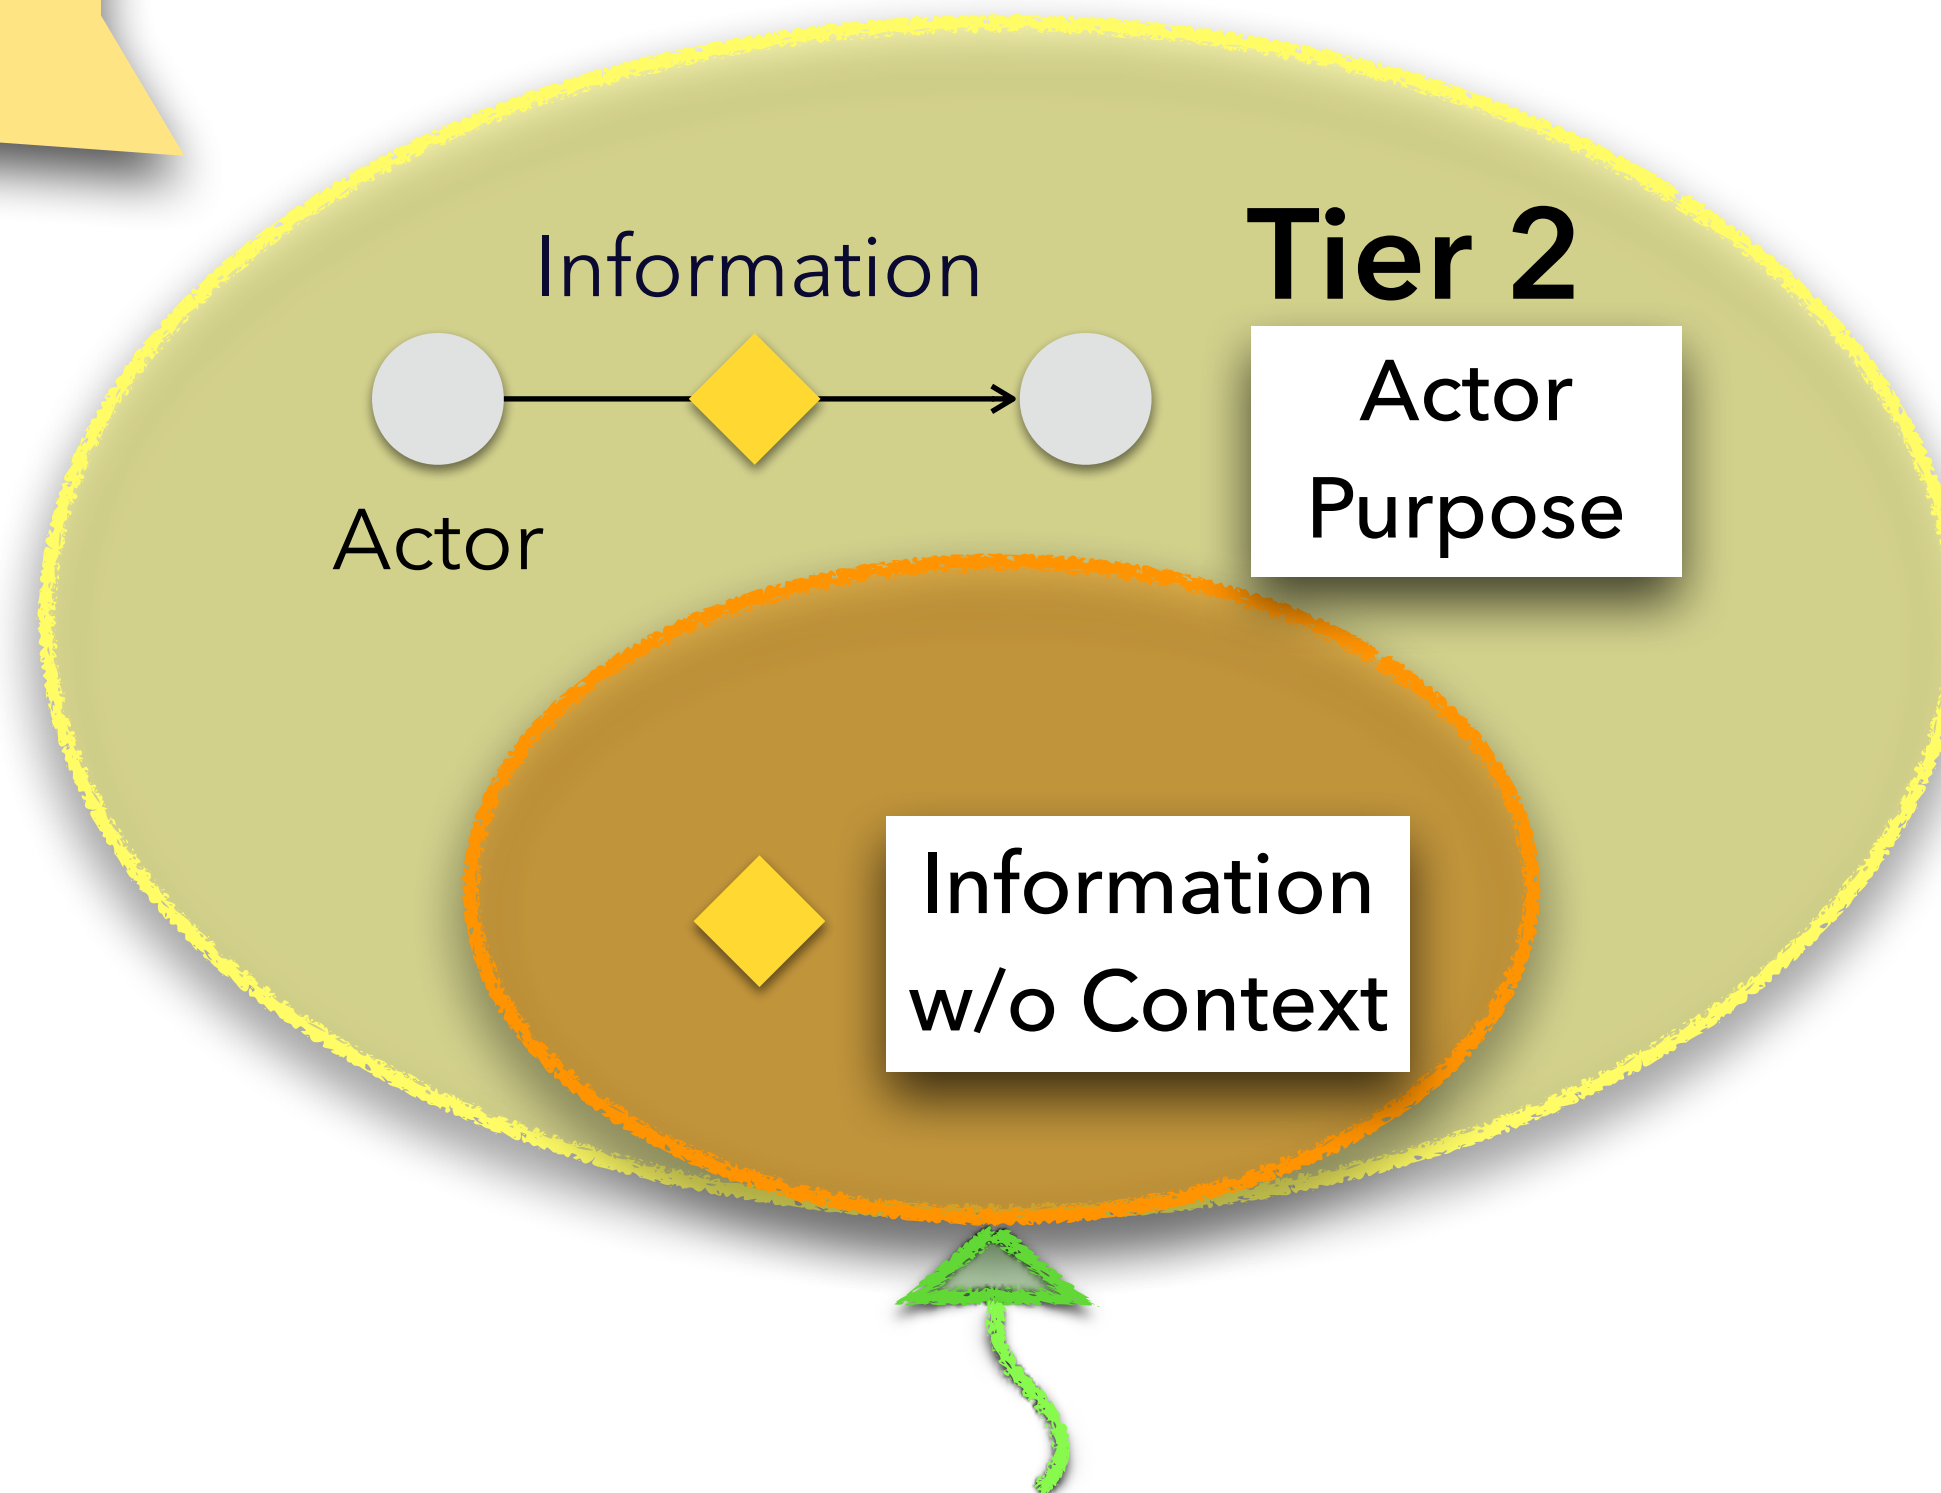 Information
Tier 2
Actor
Purpose
Actor
Information
w/o Context